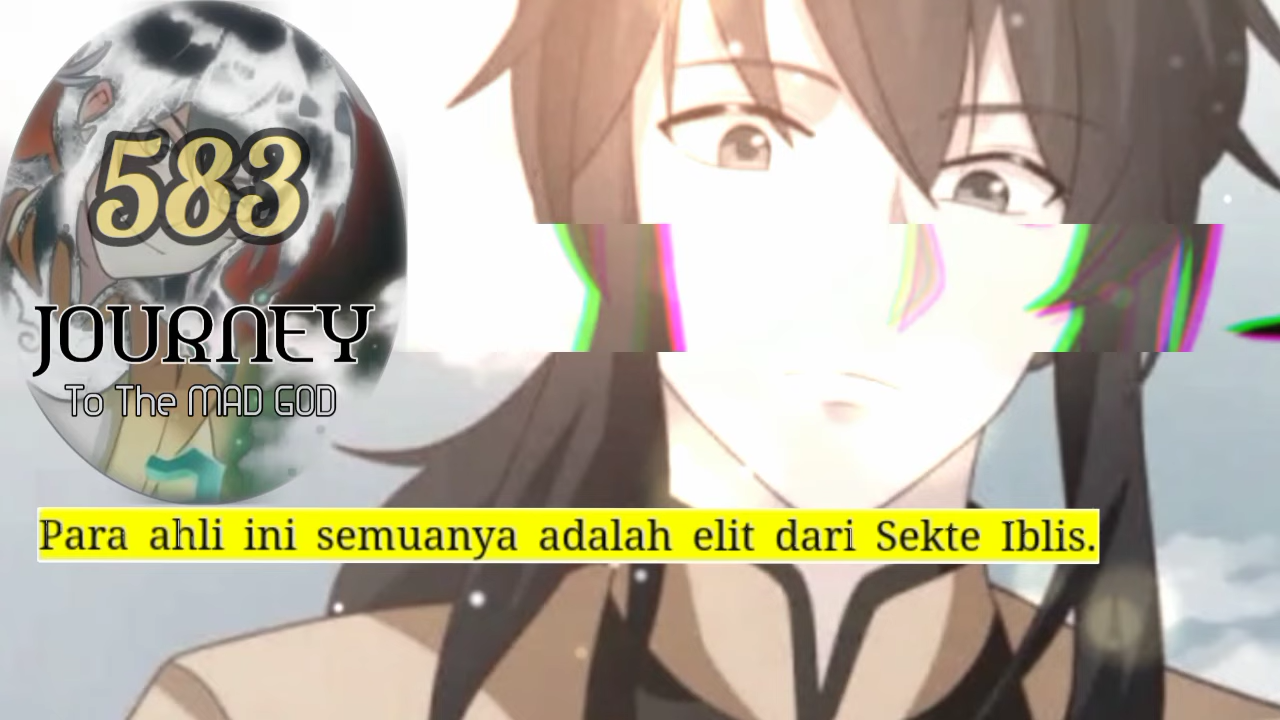 583
JOURNEY
To The MAD GOD
Para ahli ini semuanya adalah elit dari Sekte Iblis.